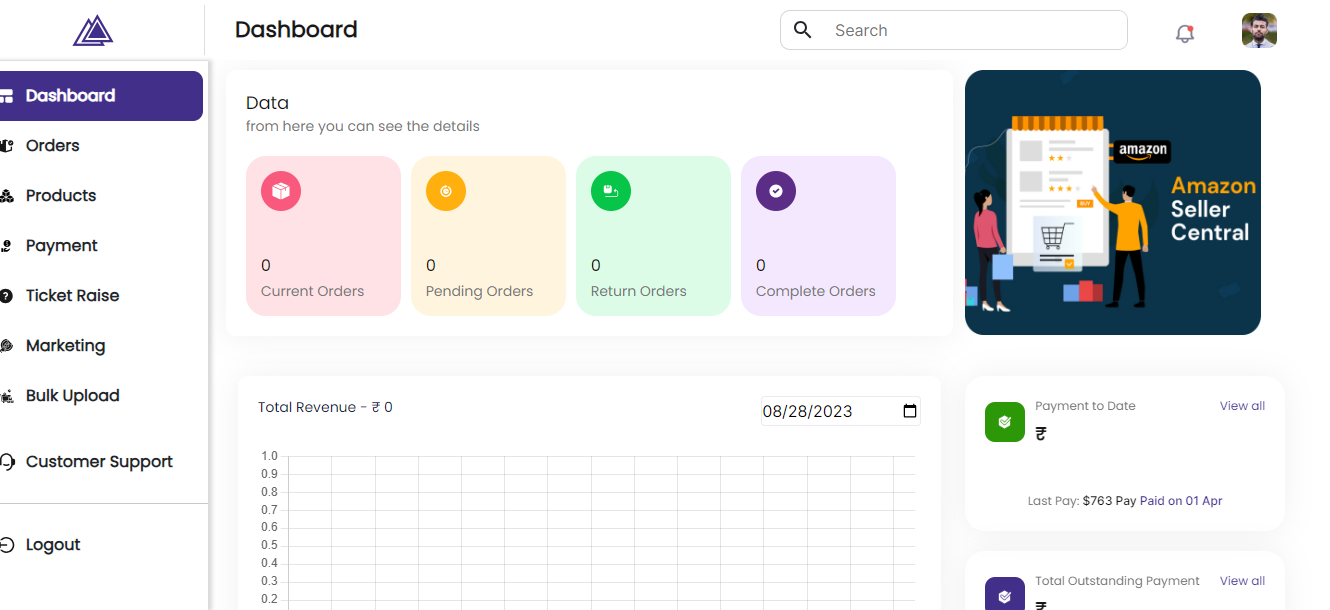 Dashboard
Search
Dashboard
Orders
Products
Payment
Ticket Raise
Marketing
Bulk Upload
Customer Support
Logout
Data
from here you can see the details
0
Current Orders
0
Pending Orders
0
Return Orders
0
Complete Orders
amazon
BUY
Amazon
Seller
Central
Total Revenue - ₹ 0
08/28/2023
1.0
0.9
0.8
0.7
0.6
0.5
0.4
0.3
0.2
Payment to Date
View all
₹
Last Pay: $763 Pay Paid on 01 Apr
Total Outstanding Payment
View all
₹